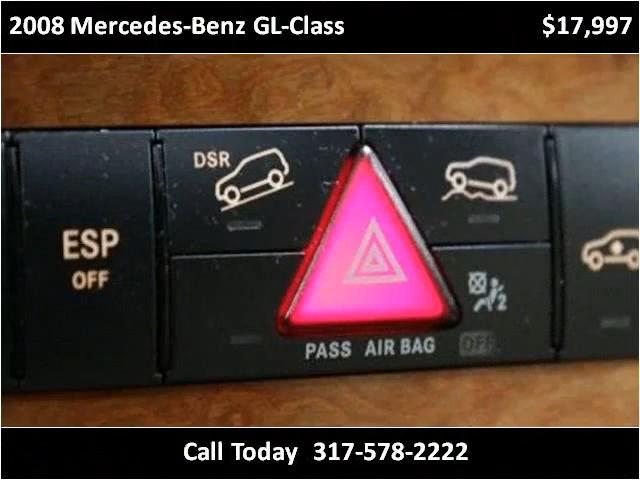 2008 Mercedes-Benz GL-Class $17,997
DSR
ESP
OFF
PASS AIR BAG OFF
Call Today 317-578-2222